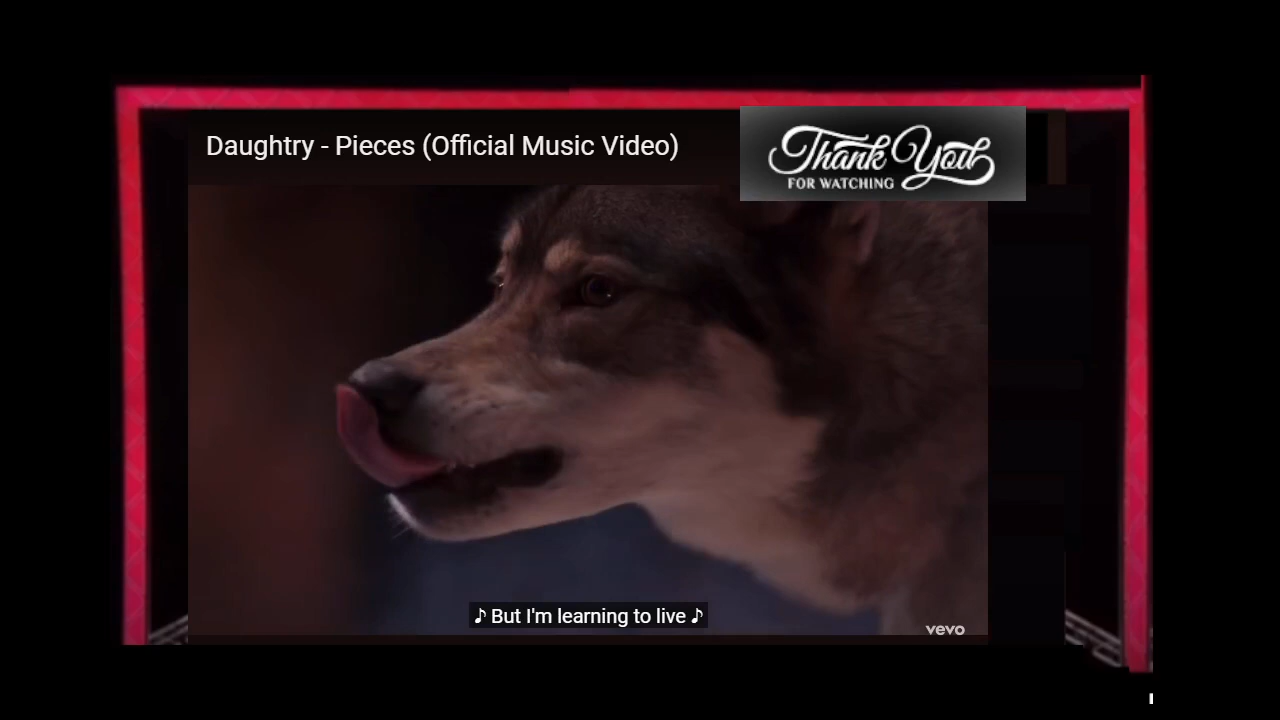 Daughtry - Pieces (Official Music Video)
Thank You
FOR WATCHING
♪ But I'm learning to live ♪
vevo